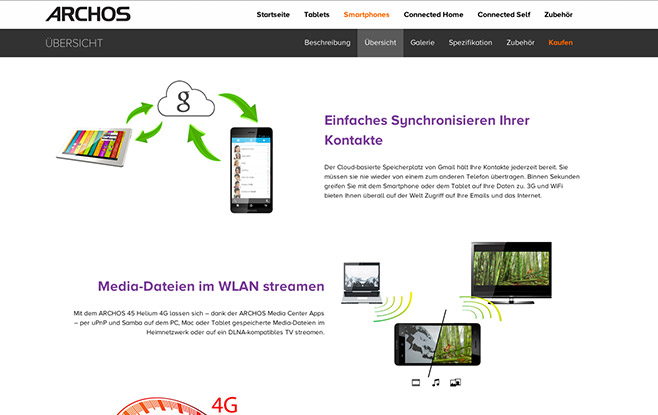 ARCHOS
Startseite Tablets Smartphones Connected Home Connected Self Zubehör
ÜBERSICHT
Beschreibung Übersicht Galerie Spezifikation Zubehör Kaufen
g
Einfaches Synchronisieren Ihrer
Kontakte
Der Cloud-basierte Speicherplatz von Gmail hält Ihre Kontakte jederzeit bereit. Sie
müssen sie nie wieder von einem zum anderen Telefon übertragen. Binnen Sekunden
greifen Sie mit dem Smartphone oder dem Tablet auf Ihre Daten zu. 3G und WiFi
bieten Ihnen überall auf der Welt Zugriff auf Ihre Emails und das Internet.
Media-Dateien im WLAN streamen
Mit dem ARCHOS 45 Helium 4G lassen sich – dank der ARCHOS Media Center Apps
– per uPnP und Samba auf dem PC, Mac oder Tablet gespeicherte Media-Dateien im
Heimnetzwerk oder auf ein DLNA-kompatibles TV streamen.
4G